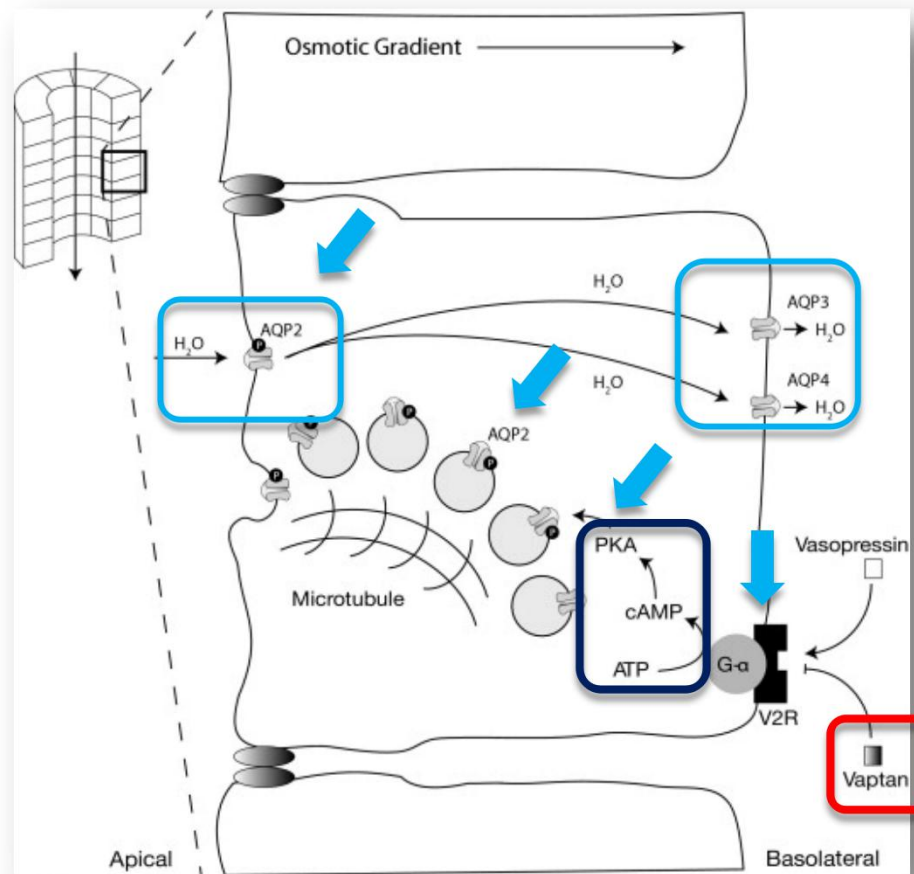 Osmotic Gradient
H₂O
AQP3
H₂O
AQP2
H₂O
P
H₂O
AQP4
H₂O
P
P
AQP2
P
P
P
PKA
Vasopressin
Microtubule
cAMP
ATP
G-α
V2R
Vaptan
Apical
Basolateral